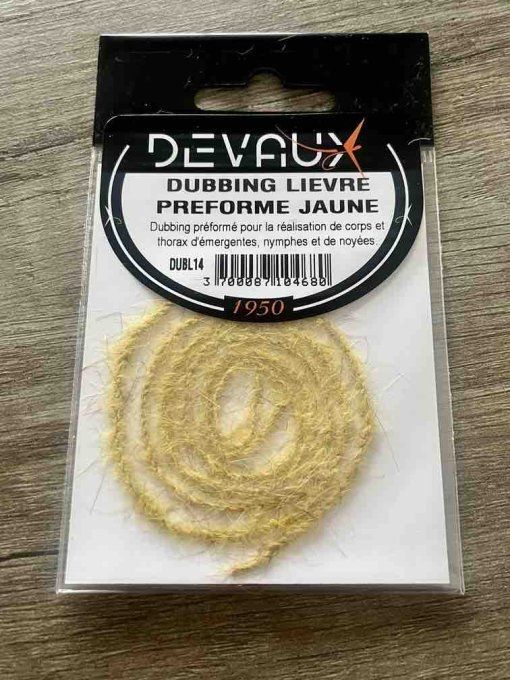 DEVAUX
DUBBING LIEVRE
PREFORME JAUNE
Dubbing préformé pour la réalisation de corps et
thorax d'émergentes, nymphes et de noyées.
DUBL14
3 700087 104680
1950